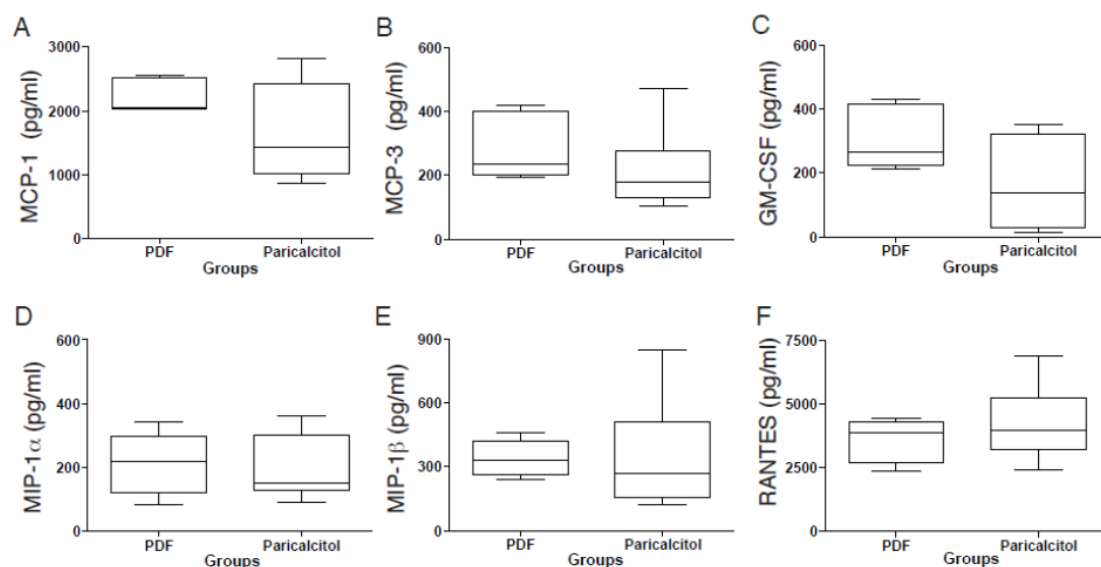 A
MCP-1 (pg/ml)
3000
2000
1000
0
PDF
Paricalcitol
Groups
B
MCP-3 (pg/ml)
600
400
200
0
PDF
Paricalcitol
Groups
C
GM-CSF (pg/ml)
600
400
200
0
PDF
Paricalcitol
Groups
D
MIP-1α (pg/ml)
600
400
200
0
PDF
Paricalcitol
Groups
E
MIP-1β (pg/ml)
900
600
300
0
PDF
Paricalcitol
Groups
F
RANTES (pg/ml)
7500
5000
2500
0
PDF
Paricalcitol
Groups